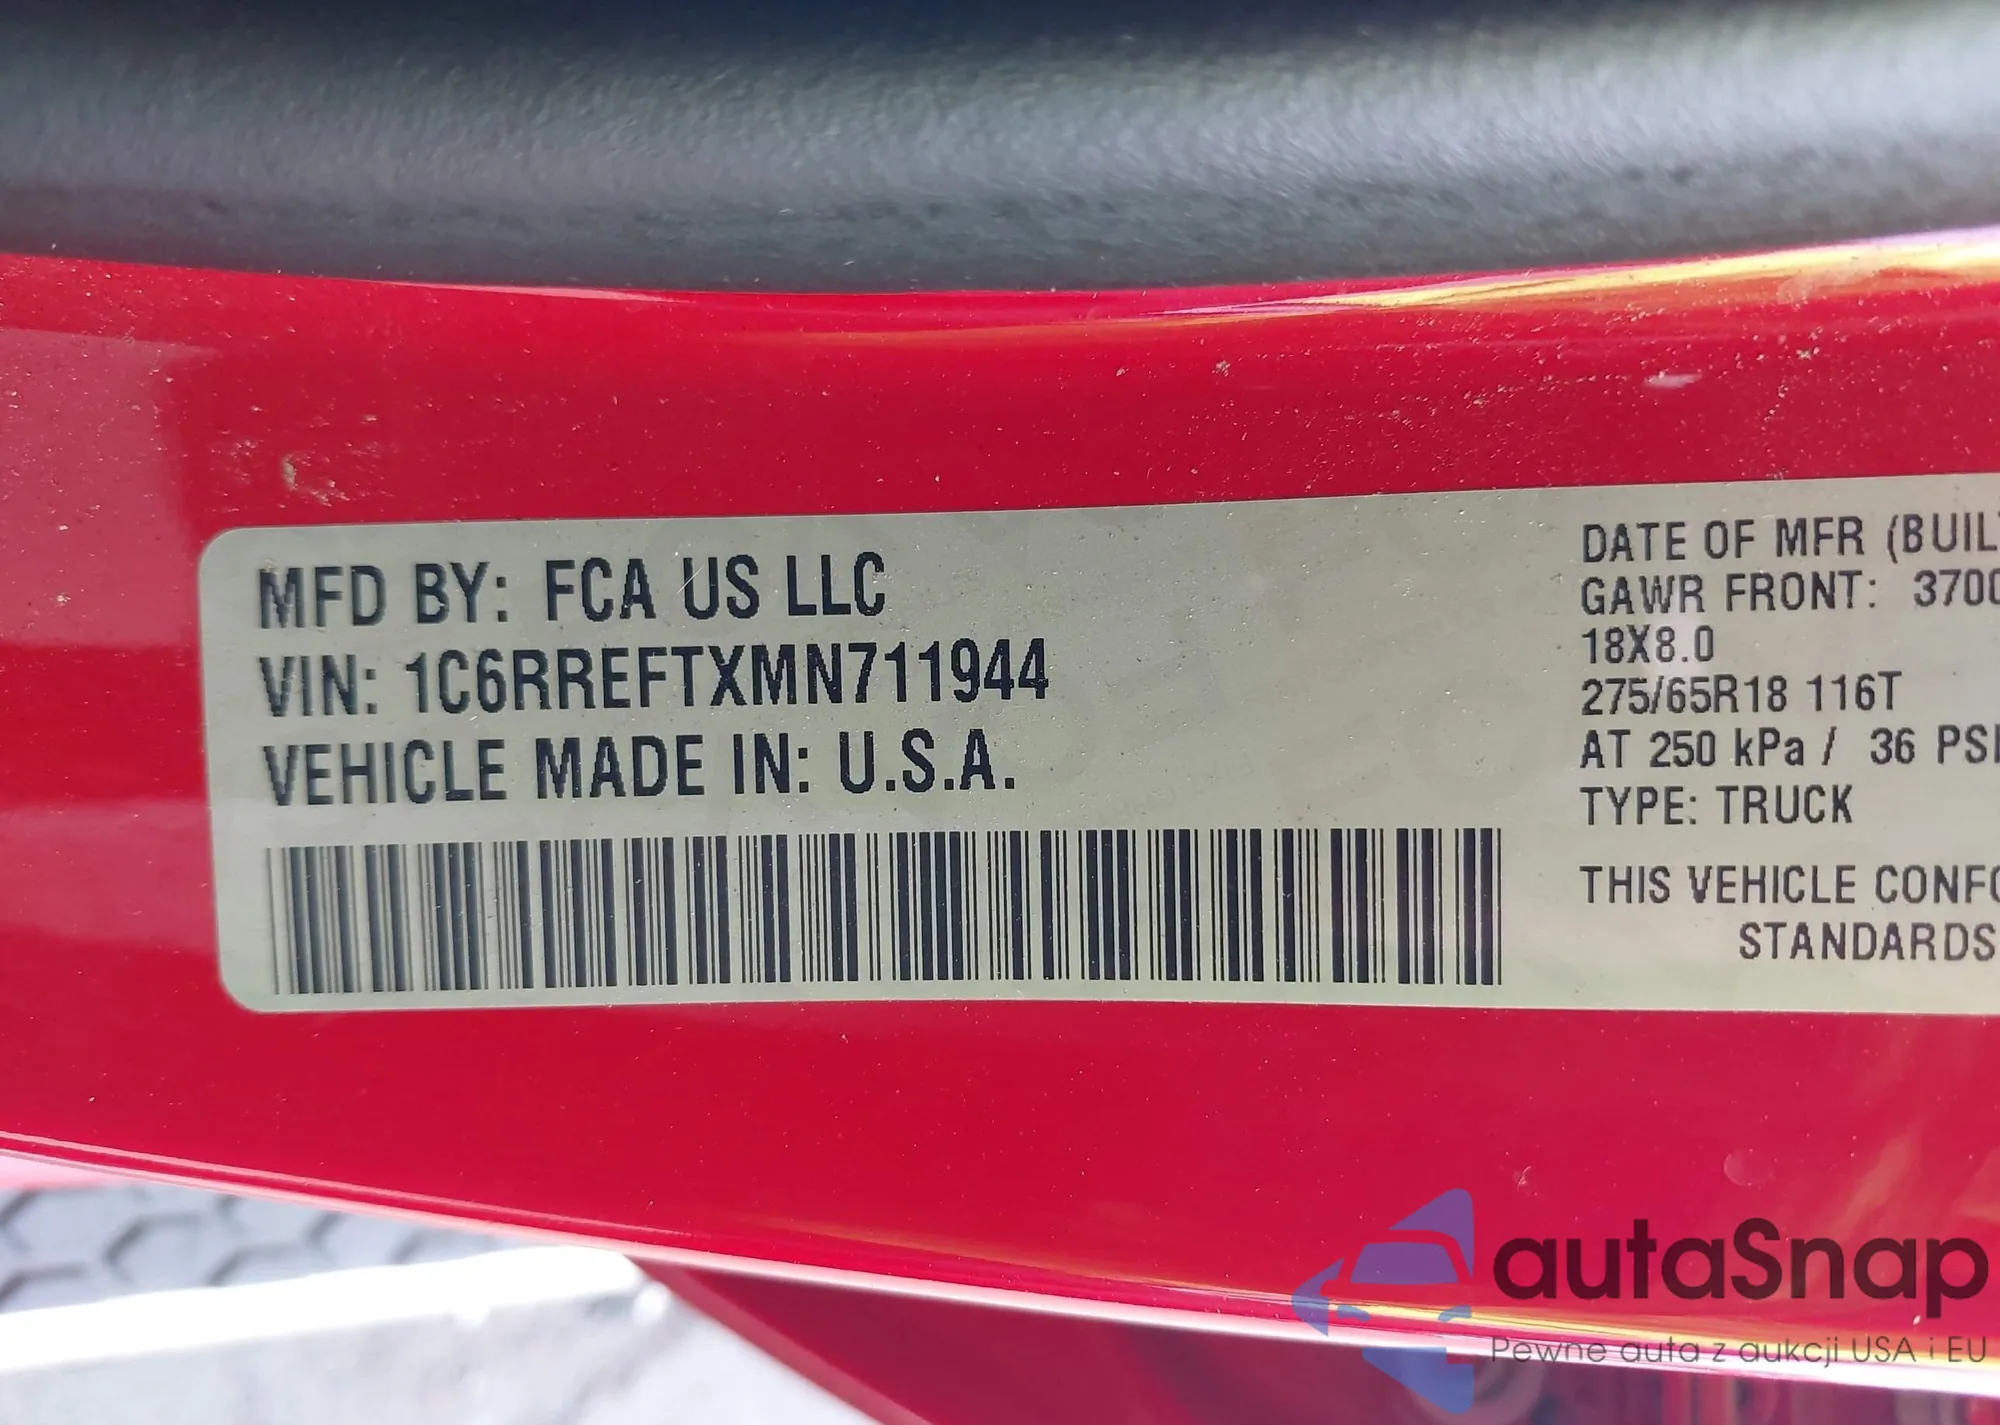 MFD BY: FCA US LLC
VIN: 1C6RREFTXMN711944
VEHICLE MADE IN: U.S.A.
DATE OF MFR (BUIL
GAWR FRONT: 3700
18X8.0
275/65R18 116T
AT 250 kPa / 36 PSI
TYPE: TRUCK
THIS VEHICLE CONFO
STANDARDS
autaSnap
Pewne auta z aukcji USA i EU